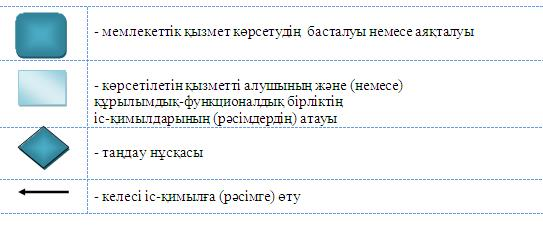 - мемлекеттік қызмет көрсетудің басталуы немесе аяқталуы
- көрсетілетін қызметті алушының және (немесе)
құрылымдық-функционалдық бірліктің
іс-қимылдарының (рәсімдердің) атауы
- таңдау нұсқасы
- келесі іс-қимылға (рәсімге) өту